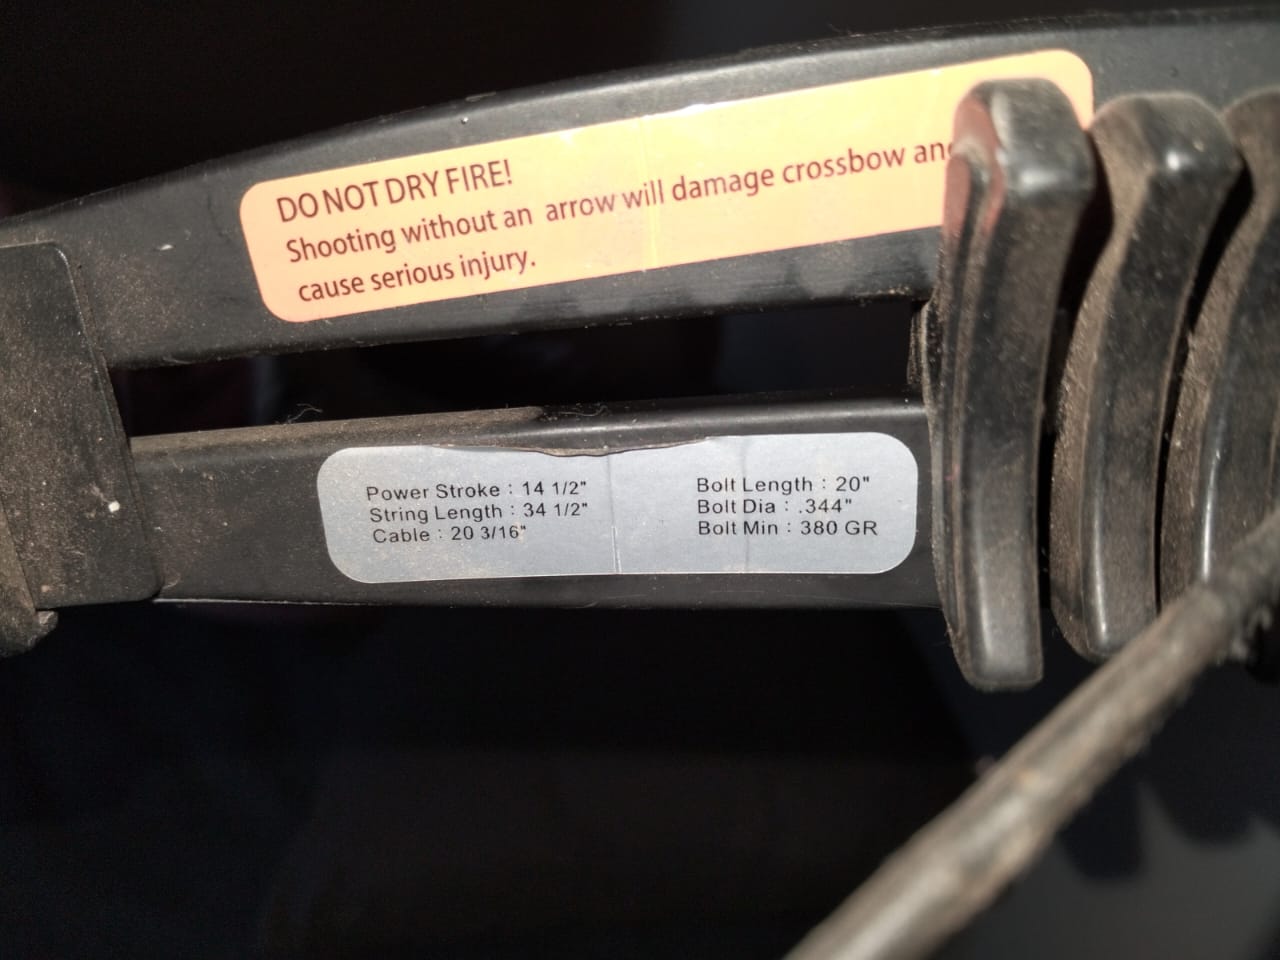 DO NOT DRY FIRE!
Shooting without an arrow will damage crossbow and
cause serious injury.
Power Stroke : 14 1/2"
String Length : 34 1/2"
Cable : 20 3/16"
Bolt Length : 20"
Bolt Dia : .344"
Bolt Min : 380 GR